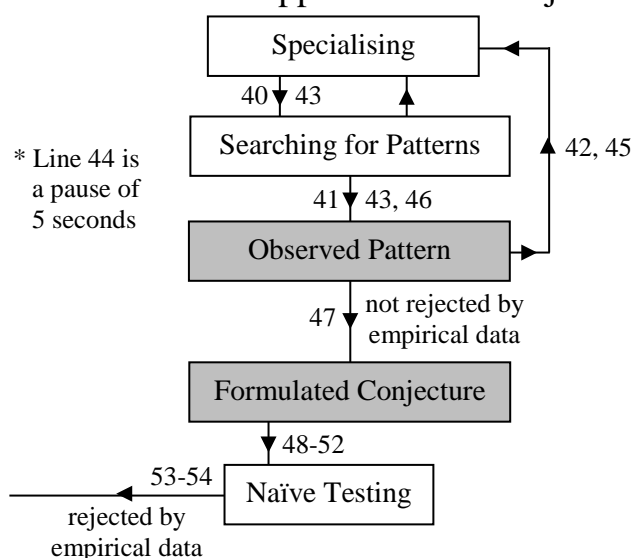 Specialising
40 43
Searching for Patterns
* Line 44 is
a pause of
5 seconds
42, 45
41 43, 46
Observed Pattern
47 not rejected by
empirical data
Formulated Conjecture
48-52
53-54
Naïve Testing
rejected by
empirical data